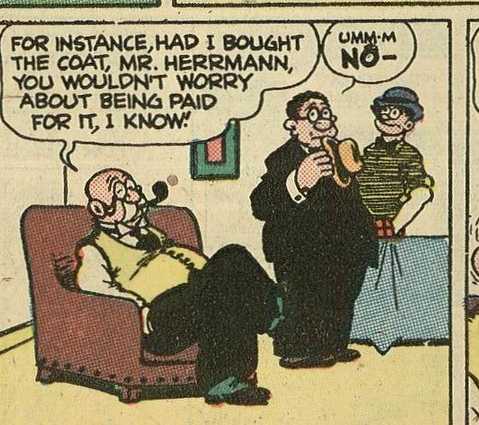 FOR INSTANCE, HAD I BOUGHT
THE COAT, MR. HERRMANN,
YOU WOULDN'T WORRY
ABOUT BEING PAID
FOR IT, I KNOW!
UMM-M
NO-